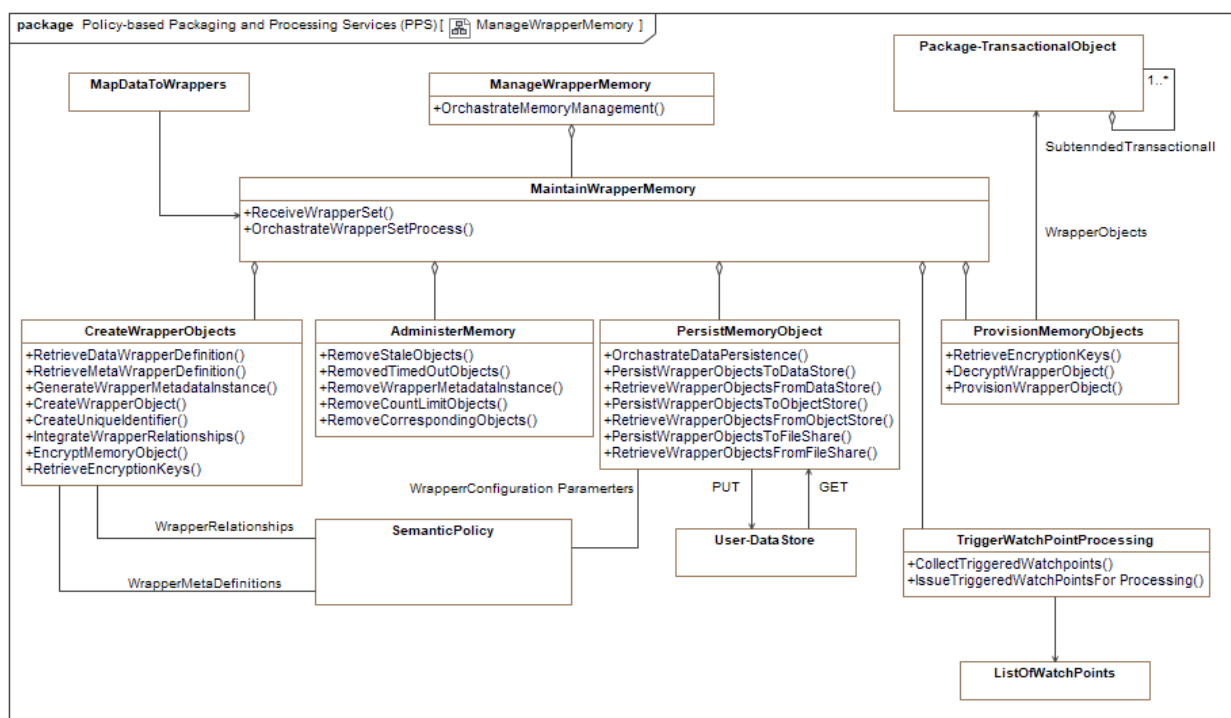 package Policy-based Packaging and Processing Services (PPS) [ ManageWrapperMemory ]
Package-TransactionalObject
1..*
SubtenndedTransactionalI
MapDataToWrappers
ManageWrapperMemory
+OrchastrateMemoryManagement()
MaintainWrapperMemory
+ReceiveWrapperSet()
+OrchastrateWrapperSetProcess()
WrapperObjects
CreateWrapperObjects
+RetrieveDataWrapperDefinition()
+RetrieveMetaWrapperDefinition()
+GenerateWrapperMetadataInstance()
+CreateWrapperObject()
+CreateUniqueIdentifier()
+IntegrateWrapperRelationships()
+EncryptMemoryObject()
+RetrieveEncryptionKeys()
AdministerMemory
+RemoveStaleObjects()
+RemovedTimedOutObjects()
+RemoveWrapperMetadataInstance()
+RemoveCountLimitObjects()
+RemoveCorrespondingObjects()
PersistMemoryObject
+OrchastrateDataPersistence()
+PersistWrapperObjectsToDataStore()
+RetrieveWrapperObjectsFromDataStore()
+PersistWrapperObjectsToObjectStore()
+RetrieveWrapperObjectsFromObjectStore()
+PersistWrapperObjectsToFileShare()
+RetrieveWrapperObjectsFromFileShare()
ProvisionMemoryObjects
+RetrieveEncryptionKeys()
+DecryptWrapperObject()
+ProvisionWrapperObject()
WrapperrConfiguration Paramerters
PUT
GET
WrapperRelationships
WrapperMetaDefinitions
SemanticPolicy
User-DataStore
TriggerWatchPointProcessing
+CollectTriggeredWatchpoints()
+IssueTriggeredWatchPointsFor Processing()
ListOfWatchPoints